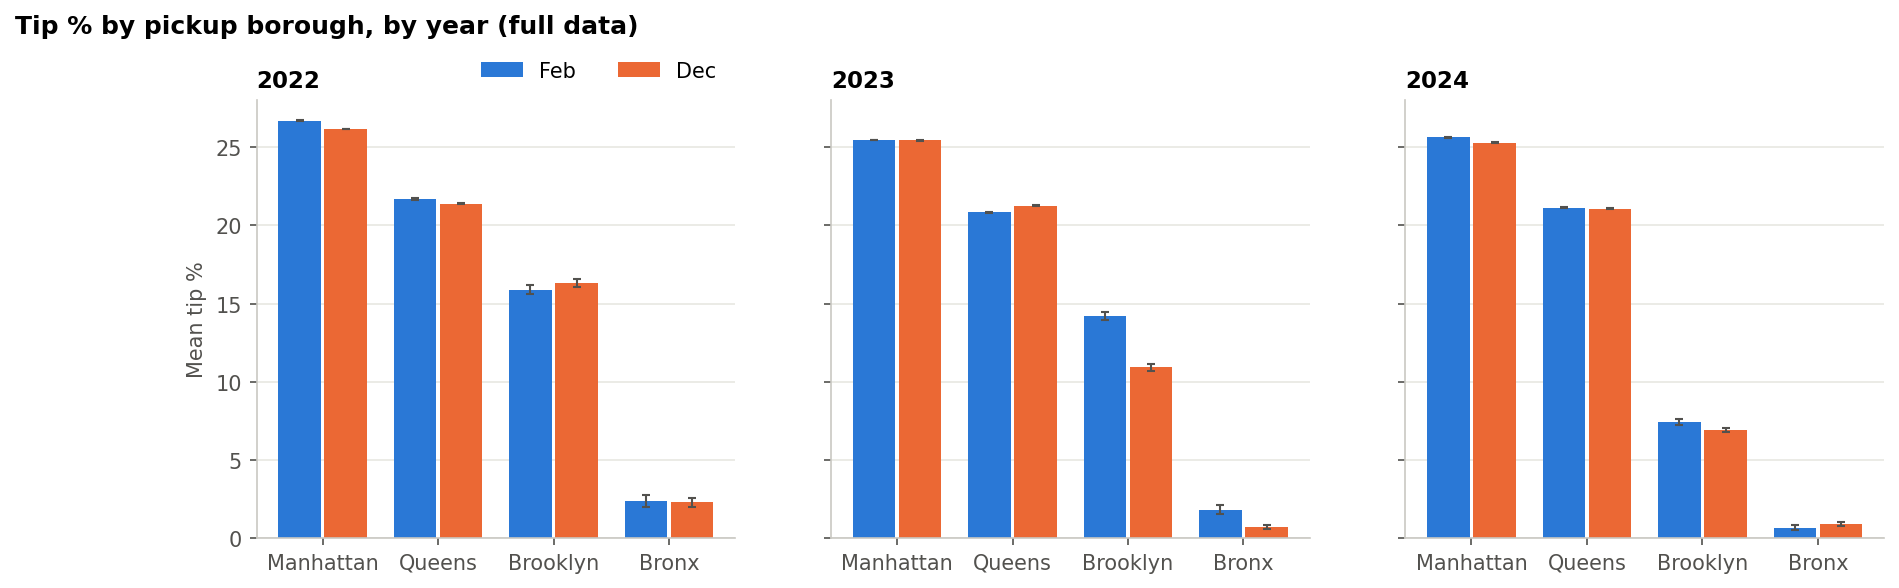 Tip % by pickup borough, by year (full data)
Feb Dec
2022 2023 2024
Mean tip %
25
20
15
10
5
0
Manhattan Queens Brooklyn Bronx
Manhattan Queens Brooklyn Bronx
Manhattan Queens Brooklyn Bronx